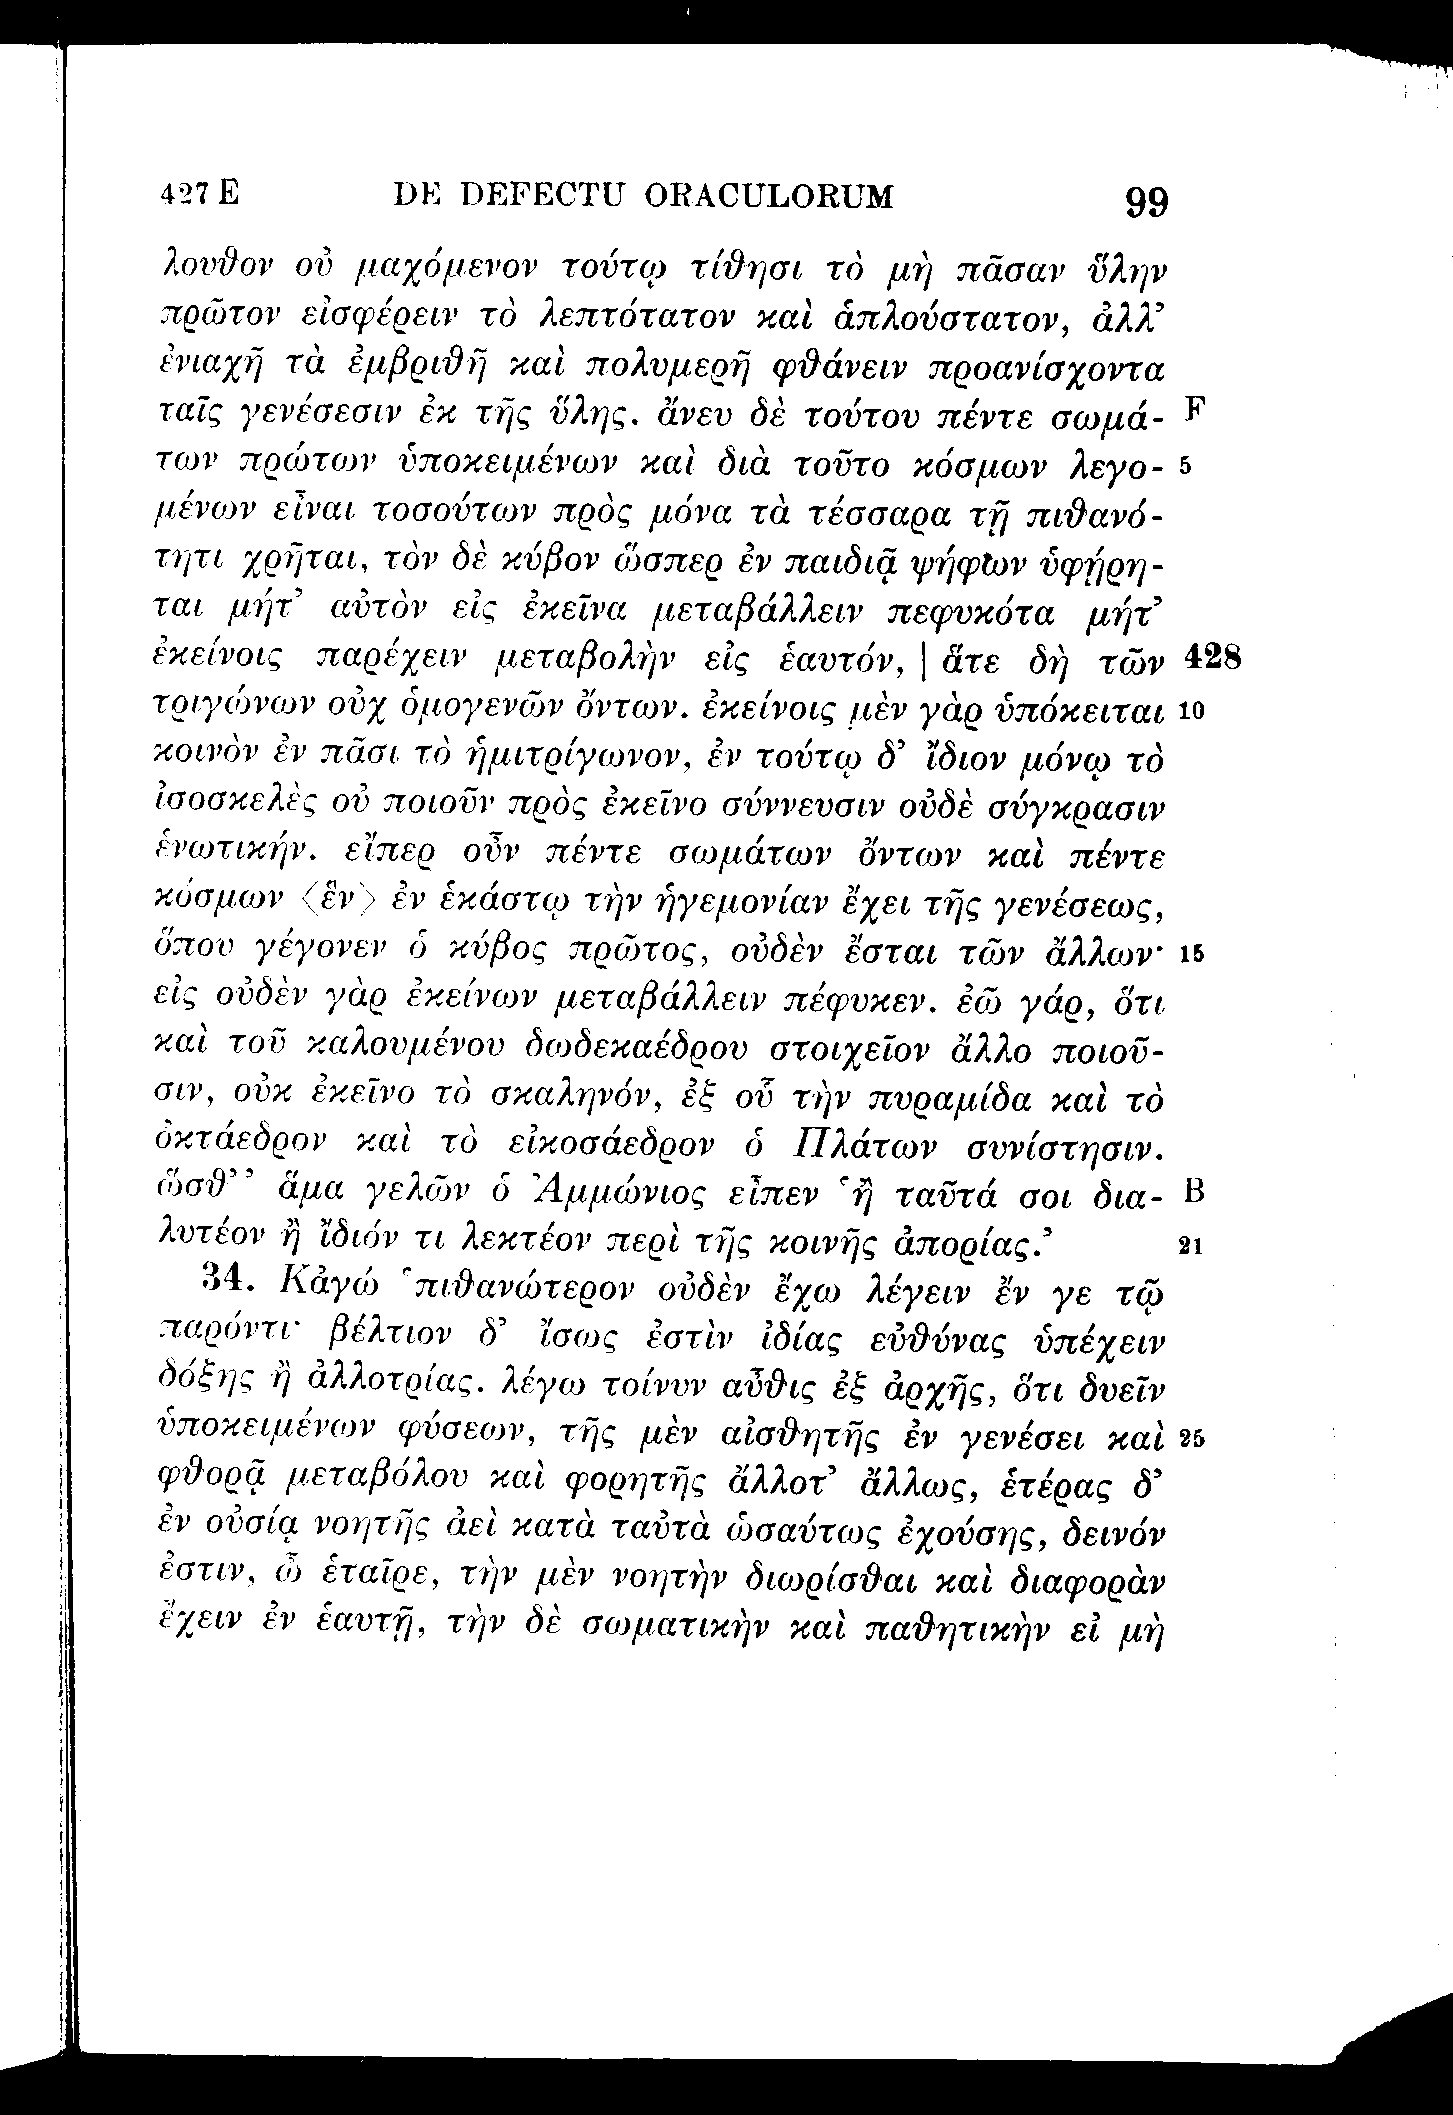 427 E DE DEFECTU ORACULORUM 99
λουθον οὐ μαχόμενον τούτῳ τίθησι τὸ μὴ πᾶσαν ὕλην
πρῶτον εἰσφέρειν τὸ λεπτότατον καὶ ἁπλούστατον, ἀλλ’
ἐνιαχῆ τὰ ἐμβριθῆ καὶ πολυμερῆ φθάνειν προανίσχοντα
ταῖς γενέσεσιν ἐκ τῆς ὕλης. ἄνευ δὲ τούτου πέντε σωμά- F
των πρώτων ὑποκειμένων καὶ διὰ τοῦτο κόσμων λεγο- 5
μένων εἶναι τοσούτων πρὸς μόνα τὰ τέσσαρα τῇ πιθανό-
τητι χρῆται, τὸν δὲ κύβον ὥσπερ ἐν παιδιᾷ ψήφων ὑφῄρη-
ται μήτ’ αὐτὸν εἰς ἐκεῖνα μεταβάλλειν πεφυκότα μήτ’
ἐκείνοις παρέχειν μεταβολὴν εἰς ἑαυτόν, | ἅτε δὴ τῶν 428
τριγώνων οὐχ ὁμογενῶν ὄντων. ἐκείνοις μὲν γὰρ ὑπόκειται 10
κοινὸν ἐν πᾶσι τὸ ἡμιτρίγωνον, ἐν τούτῳ δ’ ἴδιον μόνῳ τὸ
ἰσοσκελὲς οὐ ποιοῦν πρὸς ἐκεῖνο σύννευσιν οὐδὲ σύγκρασιν
ἑνωτικήν. εἴπερ οὖν πέντε σωμάτων ὄντων καὶ πέντε
κόσμων <ἓν> ἐν ἑκάστῳ τὴν ἡγεμονίαν ἔχει τῆς γενέσεως,
ὅπου γέγονεν ὁ κύβος πρῶτος, οὐδὲν ἔσται τῶν ἄλλων· 15
εἰς οὐδὲν γὰρ ἐκείνων μεταβάλλειν πέφυκεν. ἐῶ γάρ, ὅτι
καὶ τοῦ καλουμένου δωδεκαέδρου στοιχεῖον ἄλλο ποιοῦ-
σιν, οὐκ ἐκεῖνο τὸ σκαληνόν, ἐξ οὗ τὴν πυραμίδα καὶ τὸ
ὀκτάεδρον καὶ τὸ εἰκοσάεδρον ὁ Πλάτων συνίστησιν.
ὥσθ’’ ἅμα γελῶν ὁ Ἀμμώνιος εἶπεν ‘ἢ ταῦτά σοι δια- B
λυτέον ἢ ἴδιόν τι λεκτέον περὶ τῆς κοινῆς ἀπορίας.’ 21
34. Κἀγώ ‘πιθανώτερον οὐδὲν ἔχω λέγειν ἔν γε τῷ
παρόντι· βέλτιον δ’ ἴσως ἐστὶν ἰδίας εὐθύνας ὑπέχειν
δόξης ἢ ἀλλοτρίας. λέγω τοίνυν αὖθις ἐξ ἀρχῆς, ὅτι δυεῖν
ὑποκειμένων φύσεων, τῆς μὲν αἰσθητῆς ἐν γενέσει καὶ 25
φθορᾷ μεταβόλου καὶ φορητῆς ἄλλοτ’ ἄλλως, ἑτέρας δ’
ἐν οὐσίᾳ νοητῆς ἀεὶ κατὰ ταὐτὰ ὡσαύτως ἐχούσης, δεινόν
ἐστιν, ὦ ἑταῖρε, τὴν μὲν νοητὴν διωρίσθαι καὶ διαφορὰν
ἔχειν ἐν ἑαυτῇ, τὴν δὲ σωματικὴν καὶ παθητικὴν εἰ μὴ